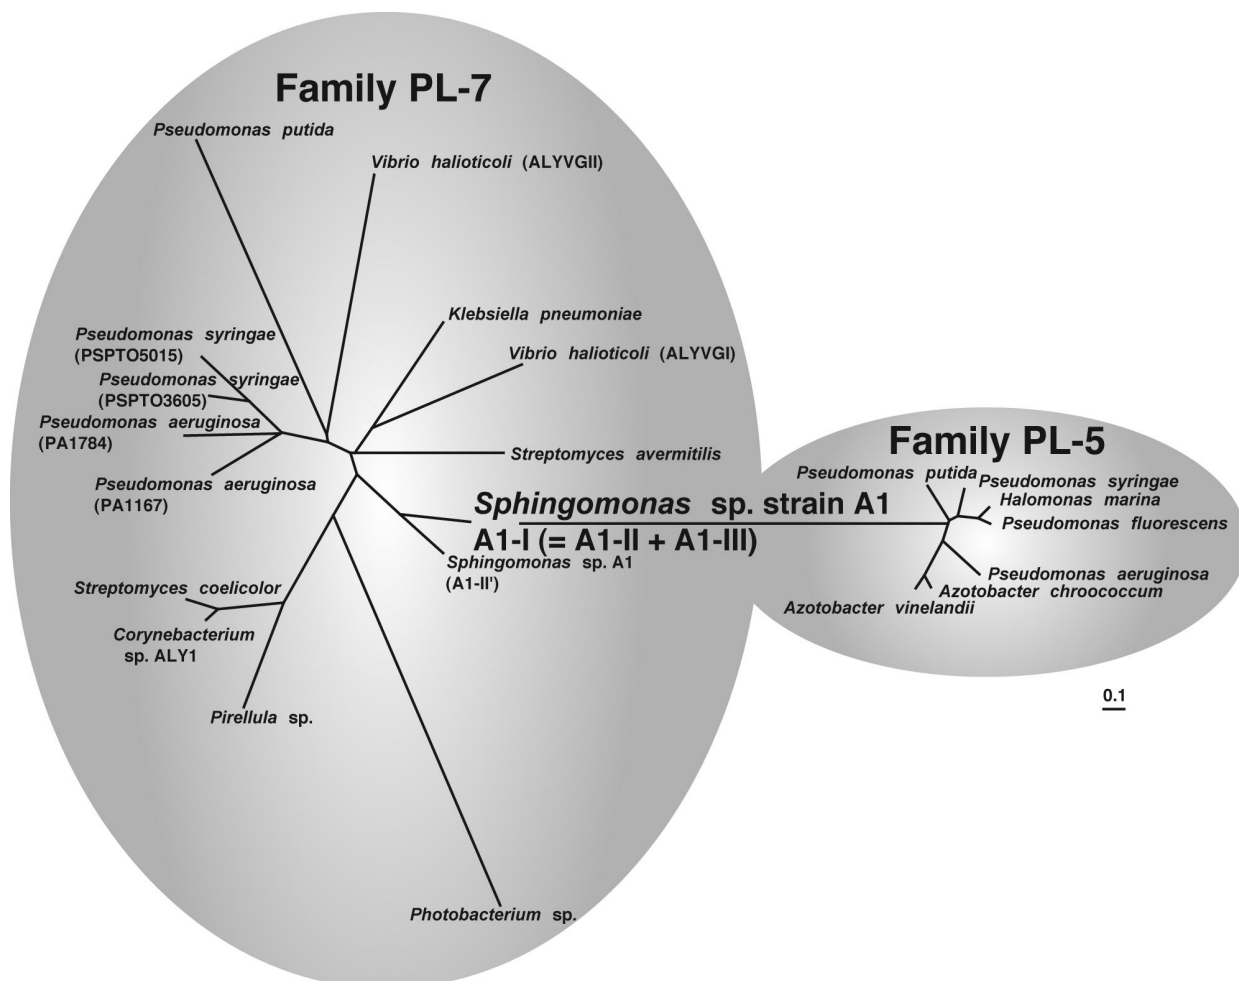 Family PL-7
Pseudomonas putida
Vibrio halioticoli (ALYVGII)
Klebsiella pneumoniae
Vibrio halioticoli (ALYVGI)
Pseudomonas syringae
(PSPTO5015)
Pseudomonas syringae
(PSPTO3605)
Pseudomonas aeruginosa
(PA1784)
Pseudomonas aeruginosa
(PA1167)
Streptomyces avermitilis
Sphingomonas sp. strain A1
A1-I (= A1-II + A1-III)
Sphingomonas sp. A1
(A1-II')
Streptomyces coelicolor
Corynebacterium
sp. ALY1
Pirellula sp.
Photobacterium sp.
Family PL-5
Pseudomonas putida
Pseudomonas syringae
Halomonas marina
Pseudomonas fluorescens
Pseudomonas aeruginosa
Azotobacter chroococcum
Azotobacter vinelandii
0.1